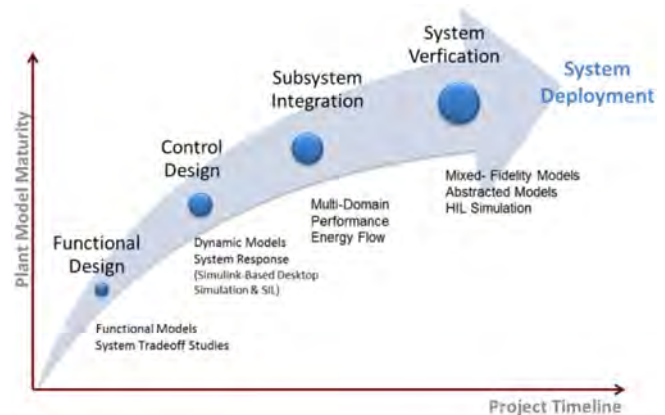 System
Verfication
System
Deployment
Subsystem
Integration
Control
Design
Functional
Design
Mixed- Fidelity Models
Abstracted Models
HIL Simulation
Multi-Domain
Performance
Energy Flow
Dynamic Models
System Response
(Simulink-Based Desktop
Simulation & SIL)
Functional Models
System Tradeoff Studies
Plant Model Maturity
Project Timeline